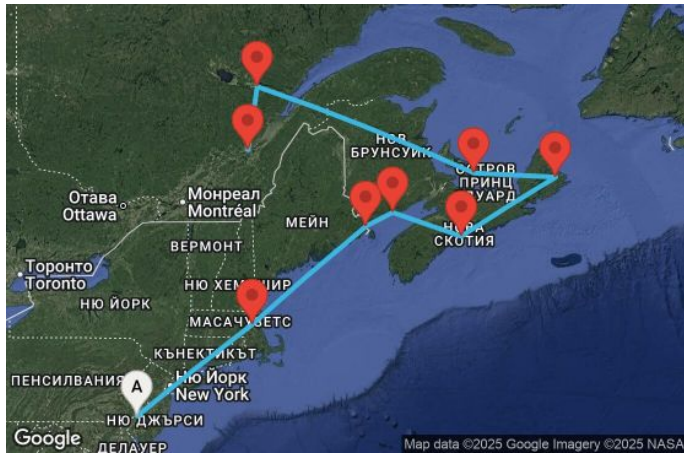 НОВ
БРУНСУИК
ОСТРОВ
ПРИНЦ
ДУАРД
Отава
Ottawa
Монреал
Montréal
МЕЙН
НОВА
СКОТИЯ
ВЕРМОНТ
Торонто
Toronto
НЮ ХЕМПШИР
НЮ ЙОРК
МАСАЧУЗЕТС
КЪНЕКТИКЪТ
ПЕНСИЛВАНИЯ
A
Ню Йорк
New York
НЮ ДЖЪРСИ
ДЕЛАУЕР
Google
Map data ©2025 Google Imagery ©2025 NASA